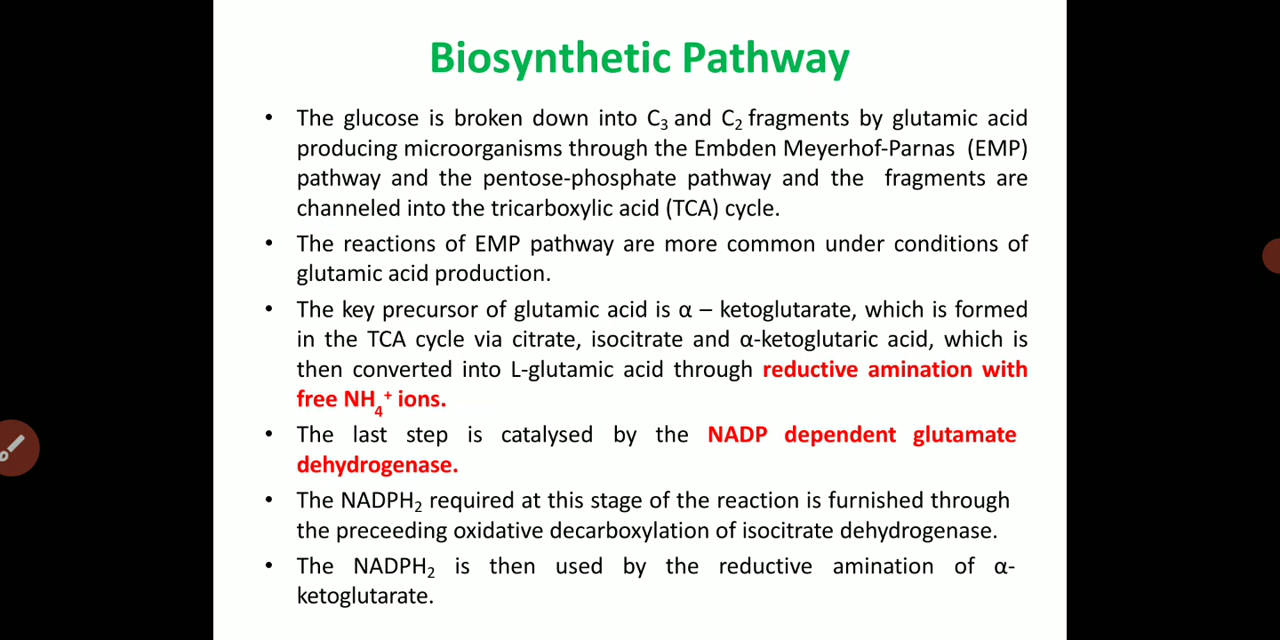 Biosynthetic Pathway
• The glucose is broken down into C₃ and C₂ fragments by glutamic acid
producing microorganisms through the Embden Meyerhof-Parnas (EMP)
pathway and the pentose-phosphate pathway and the fragments are
channeled into the tricarboxylic acid (TCA) cycle.
• The reactions of EMP pathway are more common under conditions of
glutamic acid production.
• The key precursor of glutamic acid is α – ketoglutarate, which is formed
in the TCA cycle via citrate, isocitrate and α-ketoglutaric acid, which is
then converted into L-glutamic acid through reductive amination with
free NH₄⁺ ions.
• The last step is catalysed by the NADP dependent glutamate
dehydrogenase.
• The NADPH₂ required at this stage of the reaction is furnished through
the preceeding oxidative decarboxylation of isocitrate dehydrogenase.
• The NADPH₂ is then used by the reductive amination of α-
ketoglutarate.